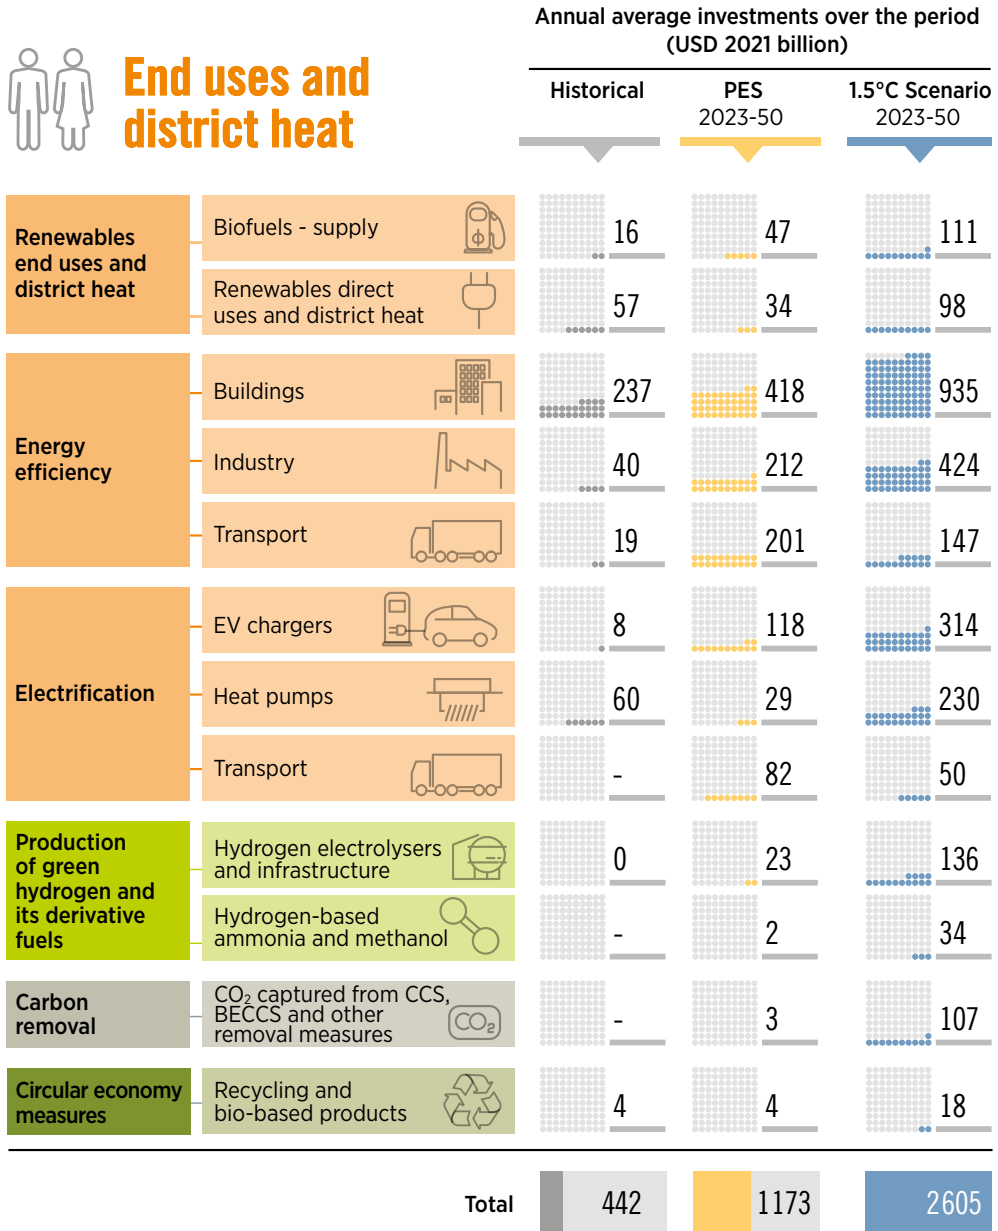 Annual average investments over the period
(USD 2021 billion)
End uses and
district heat
Historical
PES
2023-50
1.5°C Scenario
2023-50
Renewables
end uses and
district heat
Biofuels - supply
16
47
111
Renewables direct
uses and district heat
57
34
98
Energy
efficiency
Buildings
237
418
935
Industry
40
212
424
Transport
19
201
147
Electrification
EV chargers
8
118
314
Heat pumps
60
29
230
Transport
-
82
50
Production
of green
hydrogen and
its derivative
fuels
Hydrogen electrolysers
and infrastructure
0
23
136
Hydrogen-based
ammonia and methanol
-
2
34
Carbon
removal
CO₂ captured from CCS,
BECCS and other
removal measures
CO₂
-
3
107
Circular economy
measures
Recycling and
bio-based products
4
4
18
Total
442
1173
2605